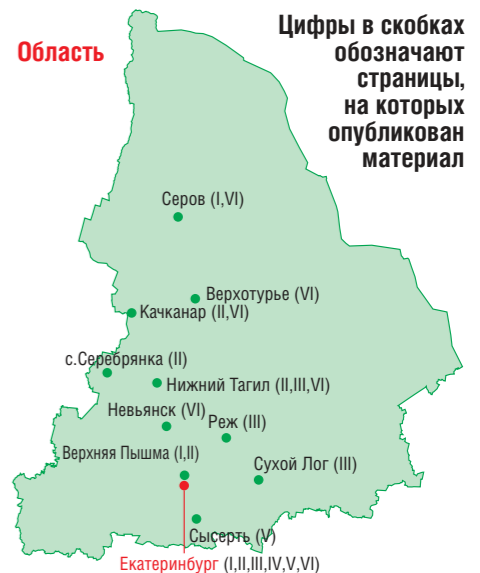 Область
Цифры в скобках
обозначают
страницы,
на которых
опубликован
материал
Серов (I,VI)
Верхотурье (VI)
Качканар (II,VI)
с.Серебрянка (II)
Нижний Тагил (II,III,VI)
Невьянск (VI)
Реж (III)
Верхняя Пышма (I,II)
Сухой Лог (III)
Сысерть (V)
Екатеринбург (I,II,III,IV,V,VI)